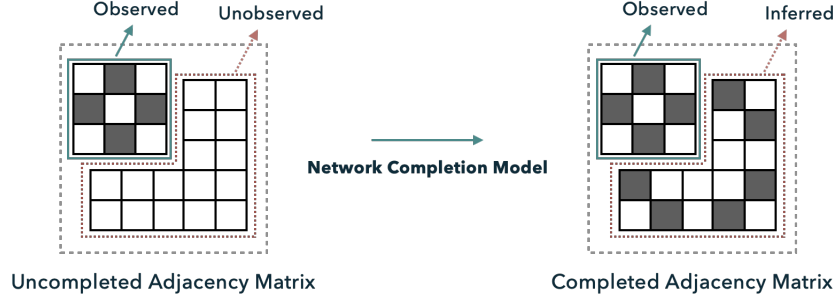 Observed
Unobserved
Observed
Inferred
Network Completion Model
Uncompleted Adjacency Matrix
Completed Adjacency Matrix